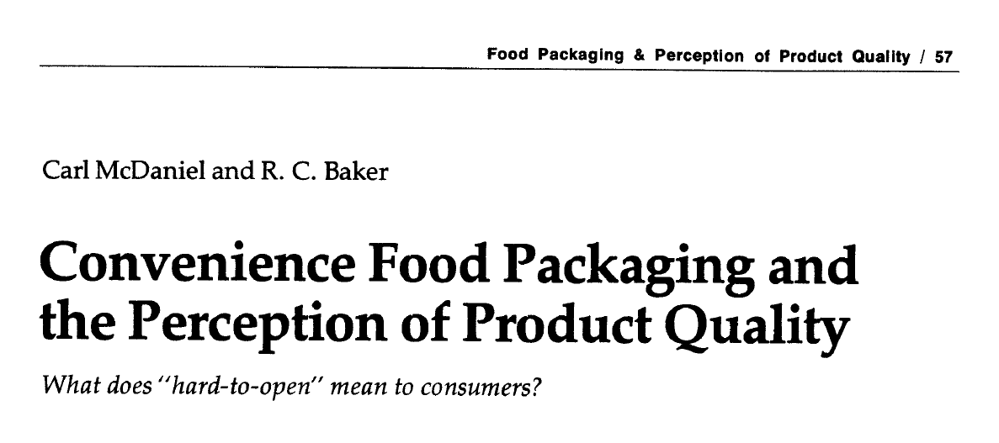 Food Packaging & Perception of Product Quality / 57
Carl McDaniel and R. C. Baker
Convenience Food Packaging and
the Perception of Product Quality
What does "hard-to-open" mean to consumers?